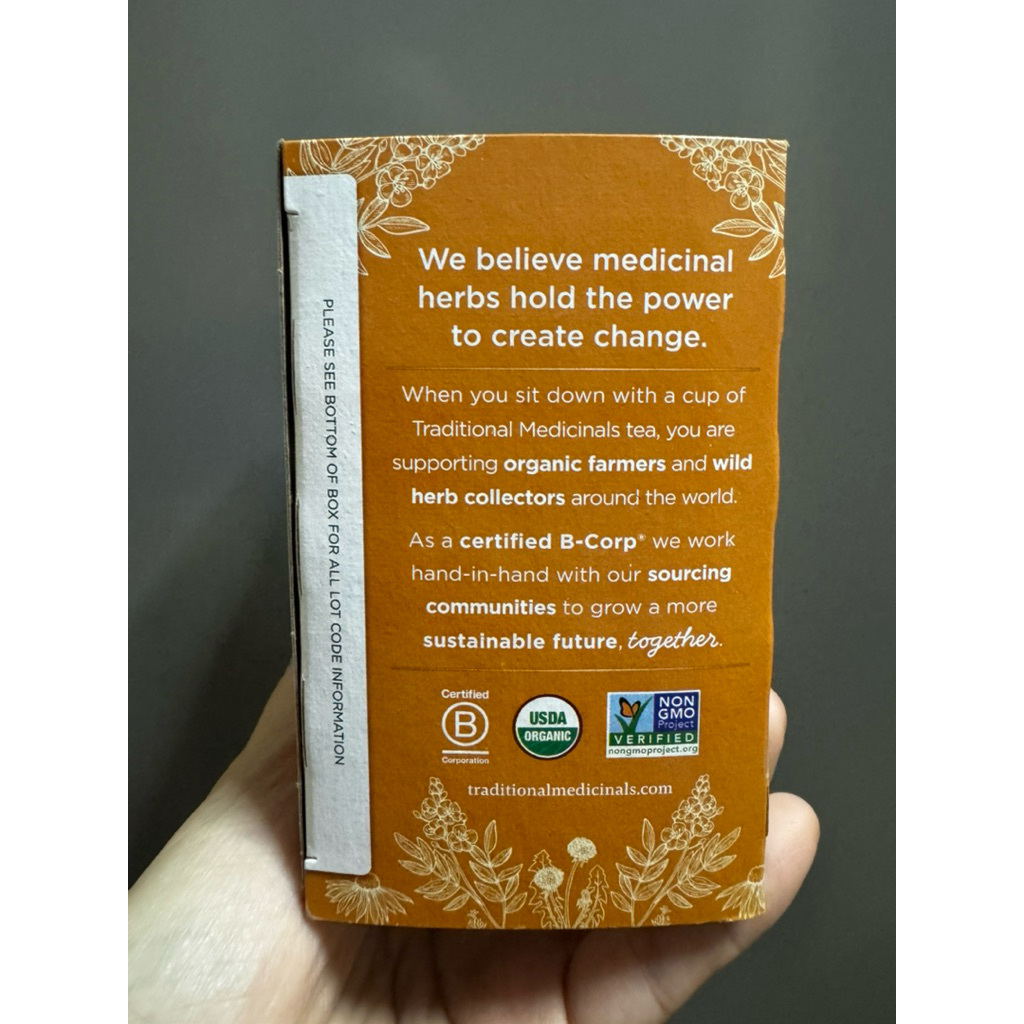 We believe medicinal
herbs hold the power
to create change.
When you sit down with a cup of
Traditional Medicinals tea, you are
supporting organic farmers and wild
herb collectors around the world.
As a certified B-Corp® we work
hand-in-hand with our sourcing
communities to grow a more
sustainable future, together.
Certified
B
Corporation
USDA
ORGANIC
NON
GMO
Project
VERIFIED
nongmoproject.org
traditionalmedicinals.com
PLEASE SEE BOTTOM OF BOX FOR ALL LOT CODE INFORMATION